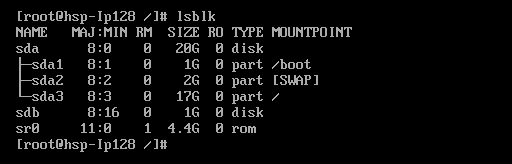 [root@hsp-Ip128 /]# lsblk
NAME   MAJ:MIN RM  SIZE RO TYPE MOUNTPOINT
sda      8:0    0   20G  0 disk
├─sda1   8:1    0    1G  0 part /boot
├─sda2   8:2    0    2G  0 part [SWAP]
└─sda3   8:3    0   17G  0 part /
sdb      8:16   0    1G  0 disk
sr0     11:0    1  4.4G  0 rom
[root@hsp-Ip128 /]#